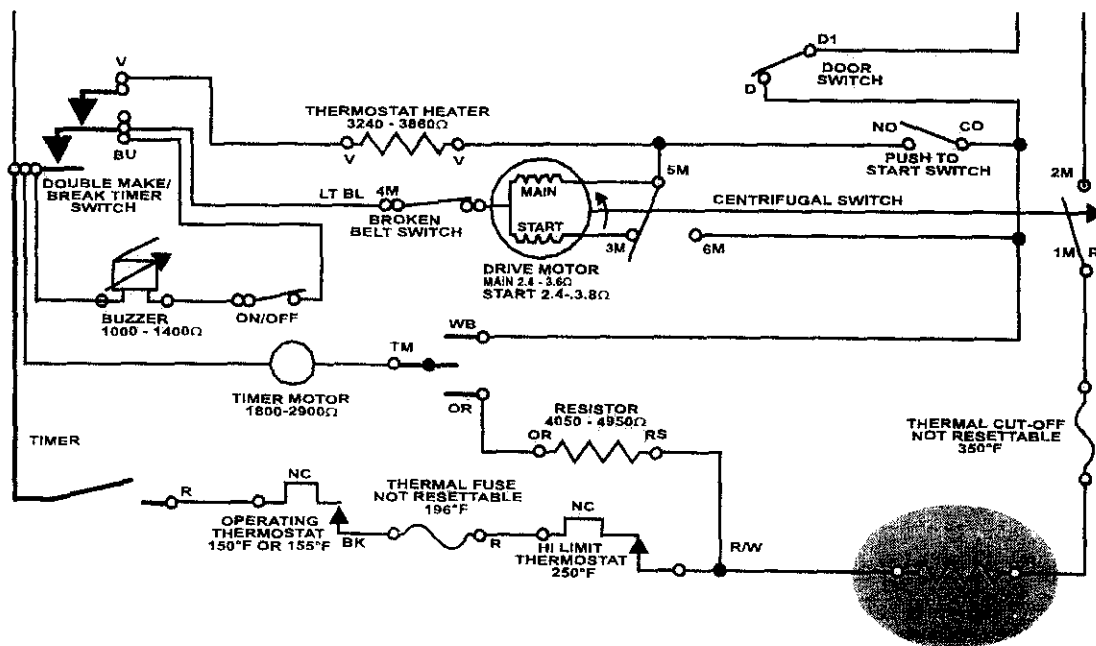 D1
DOOR
SWITCH
D
V
THERMOSTAT HEATER
3240 - 3860Ω
V
V
NO
CO
PUSH TO
START SWITCH
BU
DOUBLE MAKE/
BREAK TIMER
SWITCH
LT BL
4M
BROKEN
BELT SWITCH
MAIN
START
5M
3M
6M
CENTRIFUGAL SWITCH
2M
1M
R
DRIVE MOTOR
MAIN 2.4 - 3.6Ω
START 2.4-.3.8Ω
BUZZER
1000 - 1400Ω
ON/OFF
WB
TM
TIMER MOTOR
1800-2900Ω
OR
RESISTOR
4050 - 4950Ω
OR
RS
THERMAL CUT-OFF
NOT RESETTABLE
350°F
TIMER
R
NC
OPERATING
THERMOSTAT
150°F OR 155°F
BK
THERMAL FUSE
NOT RESETTABLE
196°F
R
NC
HI LIMIT
THERMOSTAT
250°F
R/W